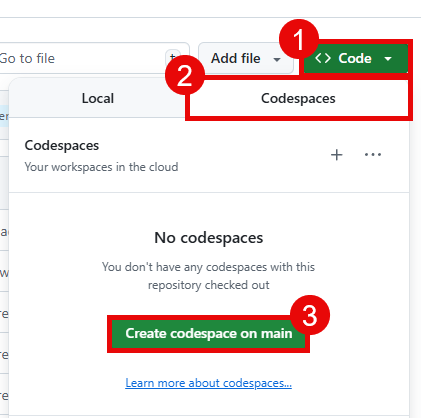 Go to file
t
Add file
<> Code
1
2
Local
Codespaces
Codespaces
Your workspaces in the cloud
No codespaces
You don't have any codespaces with this
repository checked out
3
Create codespace on main
Learn more about codespaces...